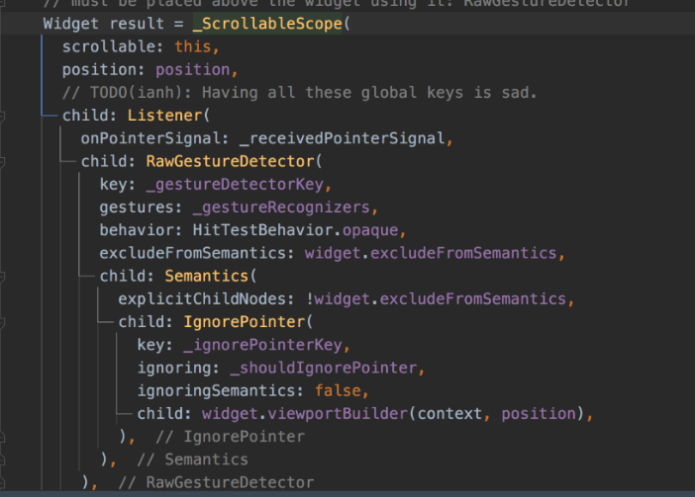 // must be placed above the widget using it: RawGestureDetector
Widget result = _ScrollableScope(
scrollable: this,
position: position,
// TODO(ianh): Having all these global keys is sad.
child: Listener(
onPointerSignal: _receivedPointerSignal,
child: RawGestureDetector(
key: _gestureDetectorKey,
gestures: _gestureRecognizers,
behavior: HitTestBehavior.opaque,
excludeFromSemantics: widget.excludeFromSemantics,
child: Semantics(
explicitChildNodes: !widget.excludeFromSemantics,
child: IgnorePointer(
key: _ignorePointerKey,
ignoring: _shouldIgnorePointer,
ignoringSemantics: false,
child: widget.viewportBuilder(context, position),
), // IgnorePointer
), // Semantics
), // RawGestureDetector